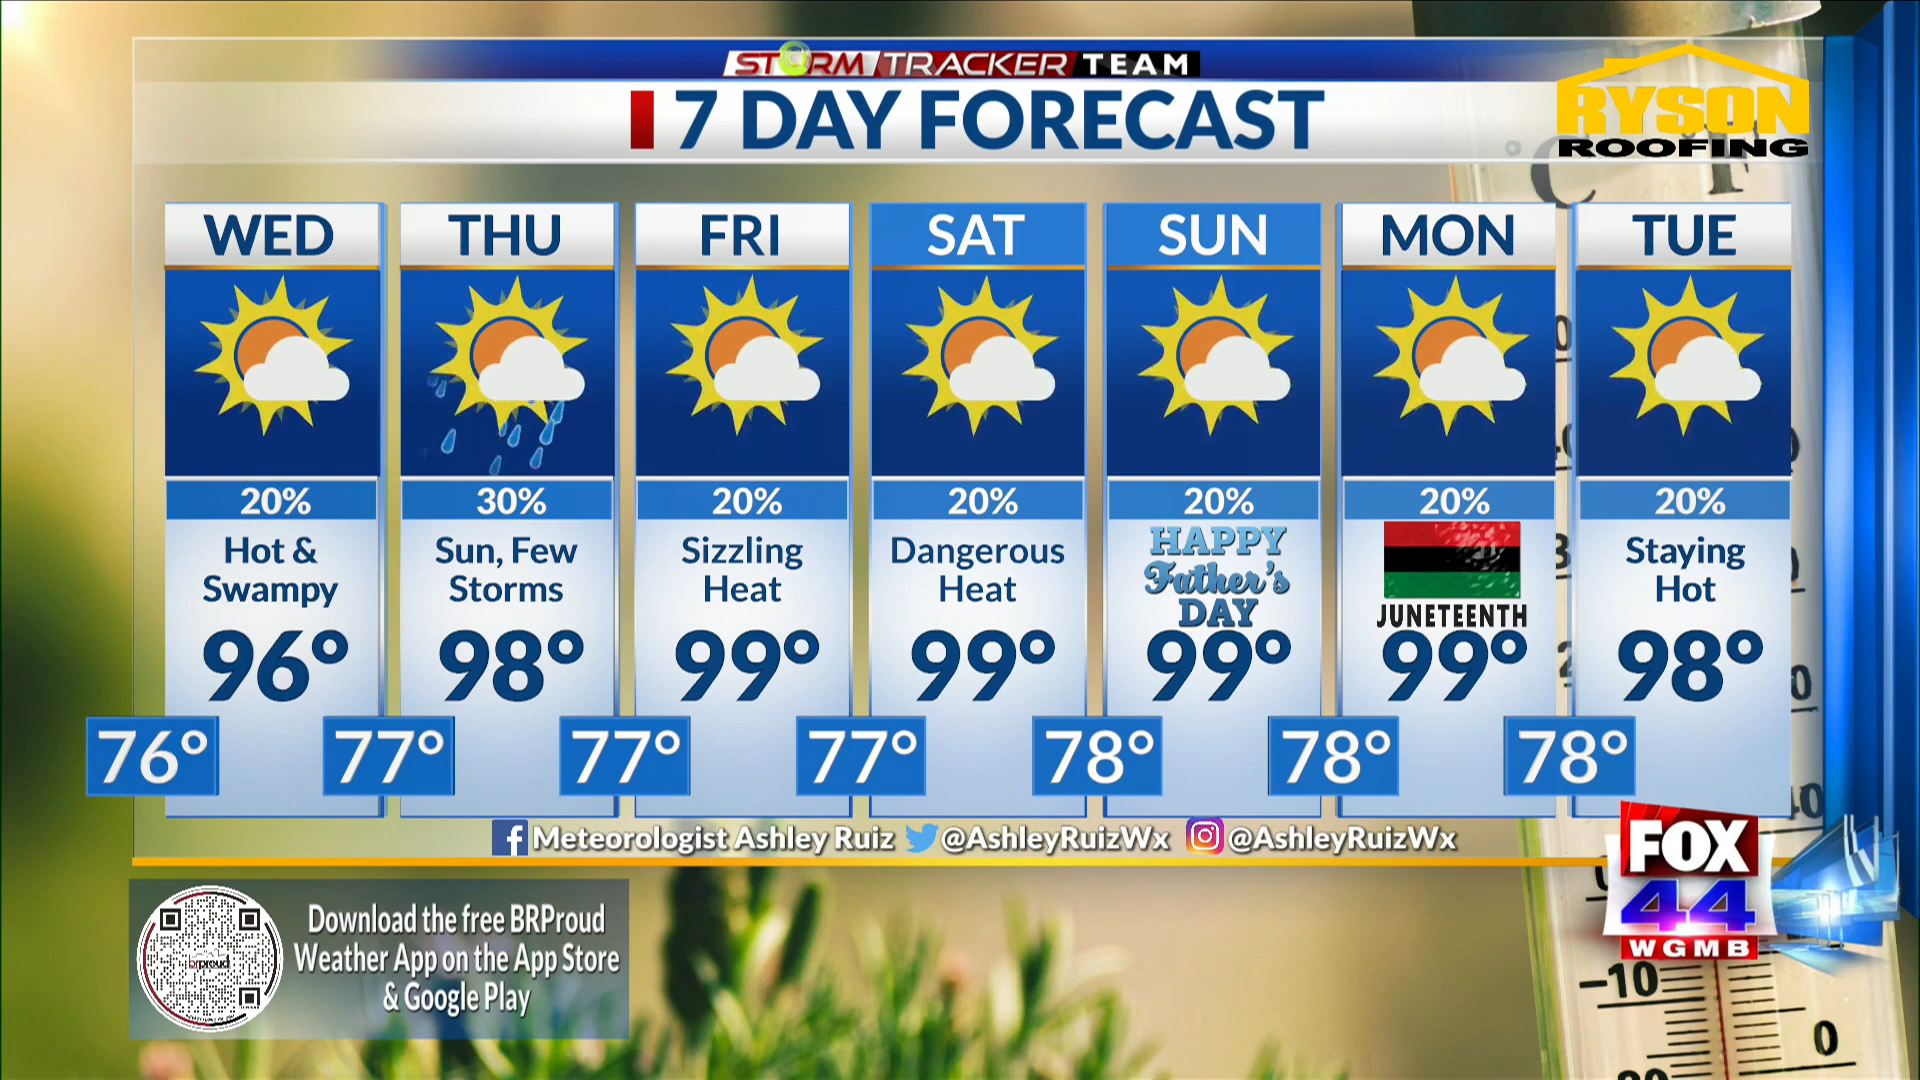 STORM TRACKER TEAM
7 DAY FORECAST
RYSON
ROOFING
°C °F
WED THU FRI SAT SUN MON TUE
20% 30% 20% 20% 20% 20% 20%
Hot &
Swampy
Sun, Few
Storms
Sizzling
Heat
Dangerous
Heat
HAPPY
Father's
DAY
JUNETEENTH
Staying
Hot
96° 98° 99° 99° 99° 99° 98°
76° 77° 77° 77° 78° 78° 78°
Meteorologist Ashley Ruiz @AshleyRuizWx @AshleyRuizWx
FOX
44
WGMB
Download the free BRProud
Weather App on the App Store
& Google Play
brproud
-10
0